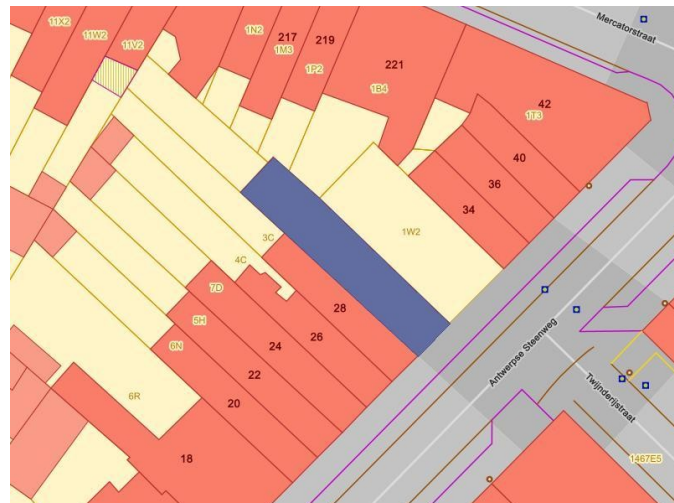 Mercatorstraat
11X2
11W2
11V2
1N2
217
1M3
219
1P2
221
1B4
42
1T3
40
36
34
1W2
3C
4C
7D
5H
6N
6R
28
26
24
22
20
18
Antwerpse Steenweg
Twijnderijstraat
1467E5